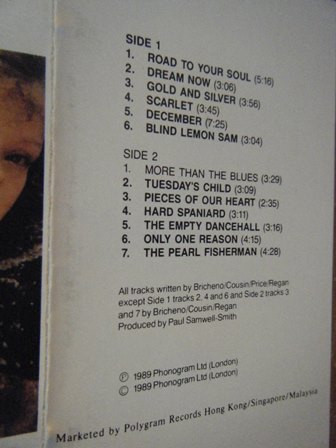 SIDE 1
1. ROAD TO YOUR SOUL (5:16)
2. DREAM NOW (3:06)
3. GOLD AND SILVER (3:56)
4. SCARLET (3:45)
5. DECEMBER (7:25)
6. BLIND LEMON SAM (3:04)
SIDE 2
1. MORE THAN THE BLUES (3:29)
2. TUESDAY'S CHILD (3:09)
3. PIECES OF OUR HEART (2:35)
4. HARD SPANIARD (3:11)
5. THE EMPTY DANCEHALL (3:16)
6. ONLY ONE REASON (4:15)
7. THE PEARL FISHERMAN (4:28)
All tracks written by Bricheno/Cousin/Price/Regan
except Side 1 tracks 2, 4 and 6 and Side 2 tracks 3
and 7 by Bricheno/Cousin/Regan
Produced by Paul Samwell-Smith
℗ 1989 Phonogram Ltd (London)
© 1989 Phonogram Ltd (London)
Marketed by Polygram Records Hong Kong/Singapore/Malaysia